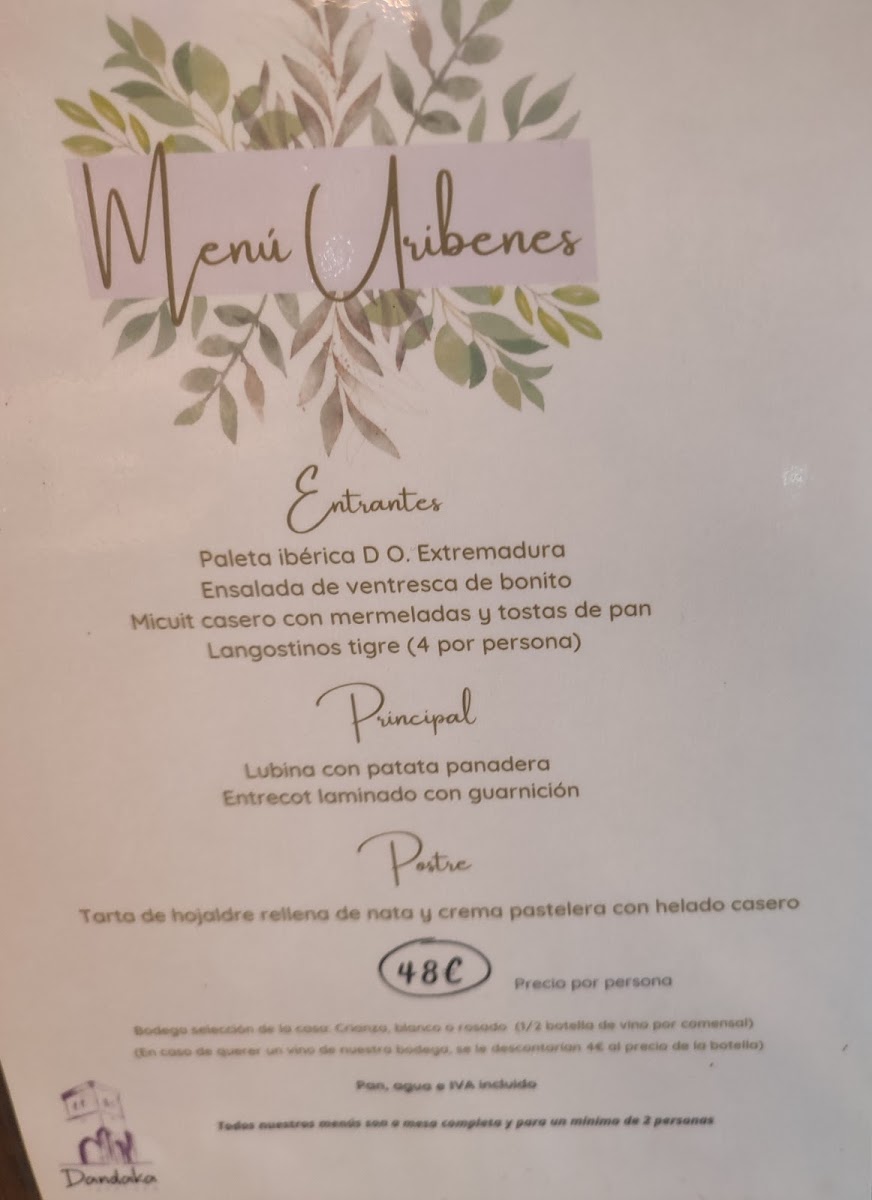 Menú Uribenes
Entrantes
Paleta ibérica D O. Extremadura
Ensalada de ventresca de bonito
Micuit casero con mermeladas y tostas de pan
Langostinos tigre (4 por persona)
Principal
Lubina con patata panadera
Entrecot laminado con guarnición
Postre
Tarta de hojaldre rellena de nata y crema pastelera con helado casero
48€ Precio por persona
Bodega selección de la casa: Crianza, blanco o rosado (1/2 botella de vino por comensal)
(En caso de querer un vino de nuestra bodega, se le descontarían 4€ al precio de la botella)
Pan, agua e IVA incluido
Todos nuestros menús son a mesa completa y para un mínimo de 2 personas
Dandaka